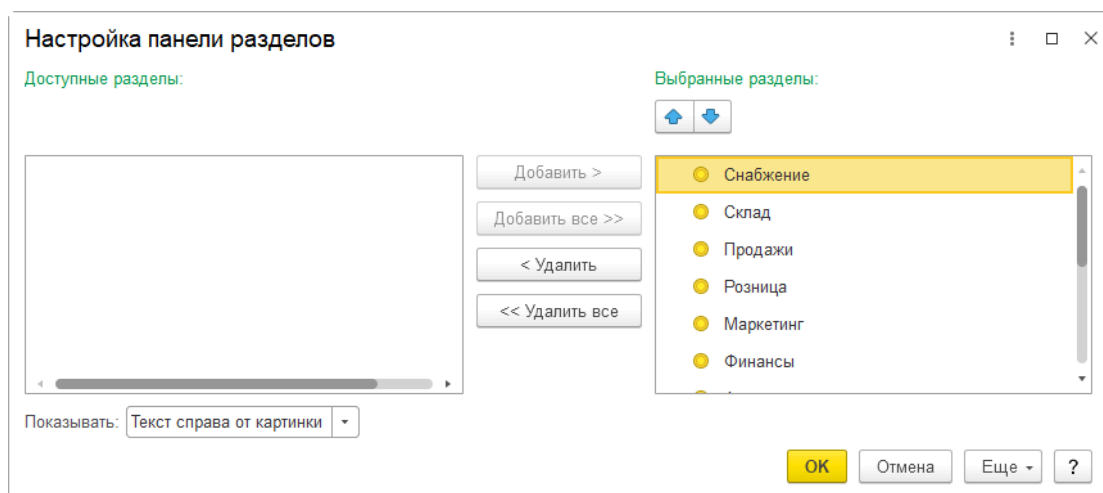 Настройка панели разделов
Доступные разделы:
Выбранные разделы:
Добавить >
Добавить все >>
< Удалить
<< Удалить все
Снабжение
Склад
Продажи
Розница
Маркетинг
Финансы
Показывать: Текст справа от картинки
ОК Отмена Еще ?